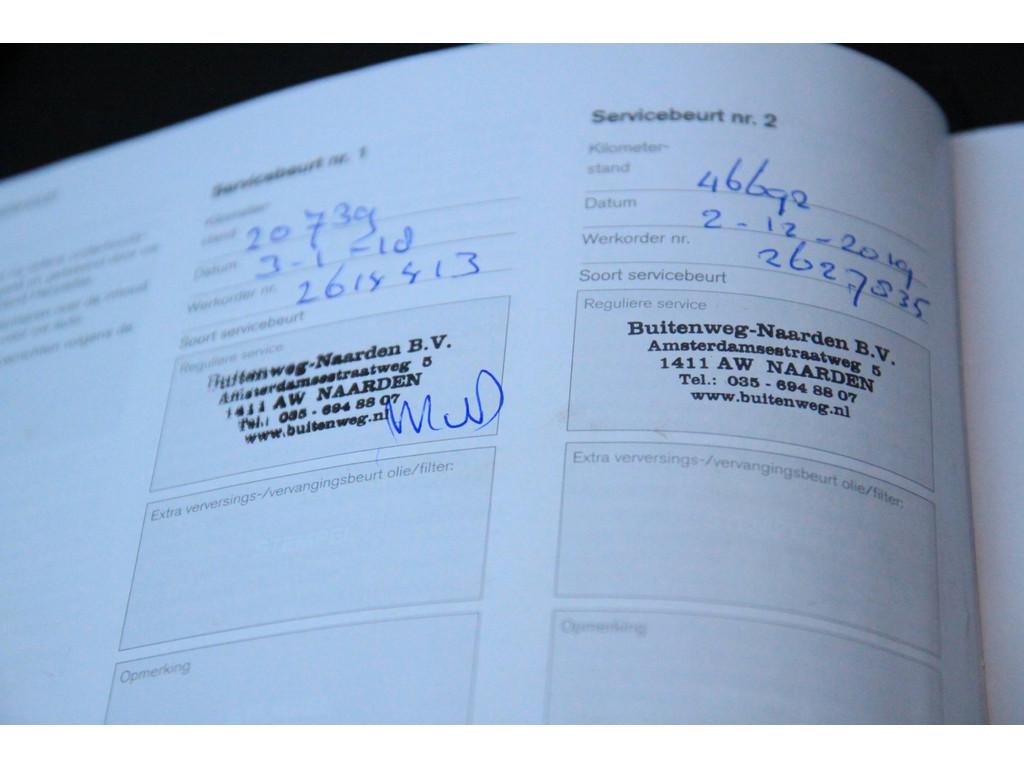 Servicebeurt nr. 1
Kilometer-
stand 20739
Datum 3-1-18
Werkorder nr. 2618413
Soort servicebeurt
Reguliere service
Buitenweg-Naarden B.V.
Amsterdamsestraatweg 5
1411 AW NAARDEN
Tel.: 035 - 694 88 07
www.buitenweg.nl
Extra verversings-/vervangingsbeurt olie/filter:
Opmerking
Servicebeurt nr. 2
Kilometer-
stand 46692
Datum 2-12-2019
Werkorder nr. 2627835
Soort servicebeurt
Reguliere service
Buitenweg-Naarden B.V.
Amsterdamsestraatweg 5
1411 AW NAARDEN
Tel.: 035 - 694 88 07
www.buitenweg.nl
Extra verversings-/vervangingsbeurt olie/filter:
Opmerking